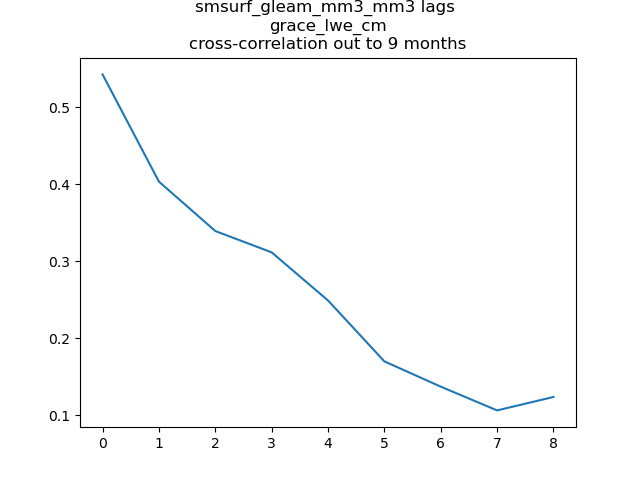 smsurf_gleam_mm3_mm3 lags
grace_lwe_cm
cross-correlation out to 9 months
0.5
0.4
0.3
0.2
0.1
0 1 2 3 4 5 6 7 8